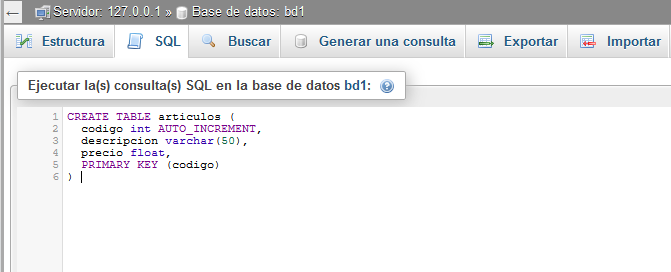 ← Servidor: 127.0.0.1 » Base de datos: bd1
Estructura SQL Buscar Generar una consulta Exportar Importar
Ejecutar la(s) consulta(s) SQL en la base de datos bd1: ?
1 CREATE TABLE articulos (
2 codigo int AUTO_INCREMENT,
3 descripcion varchar(50),
4 precio float,
5 PRIMARY KEY (codigo)
6 )